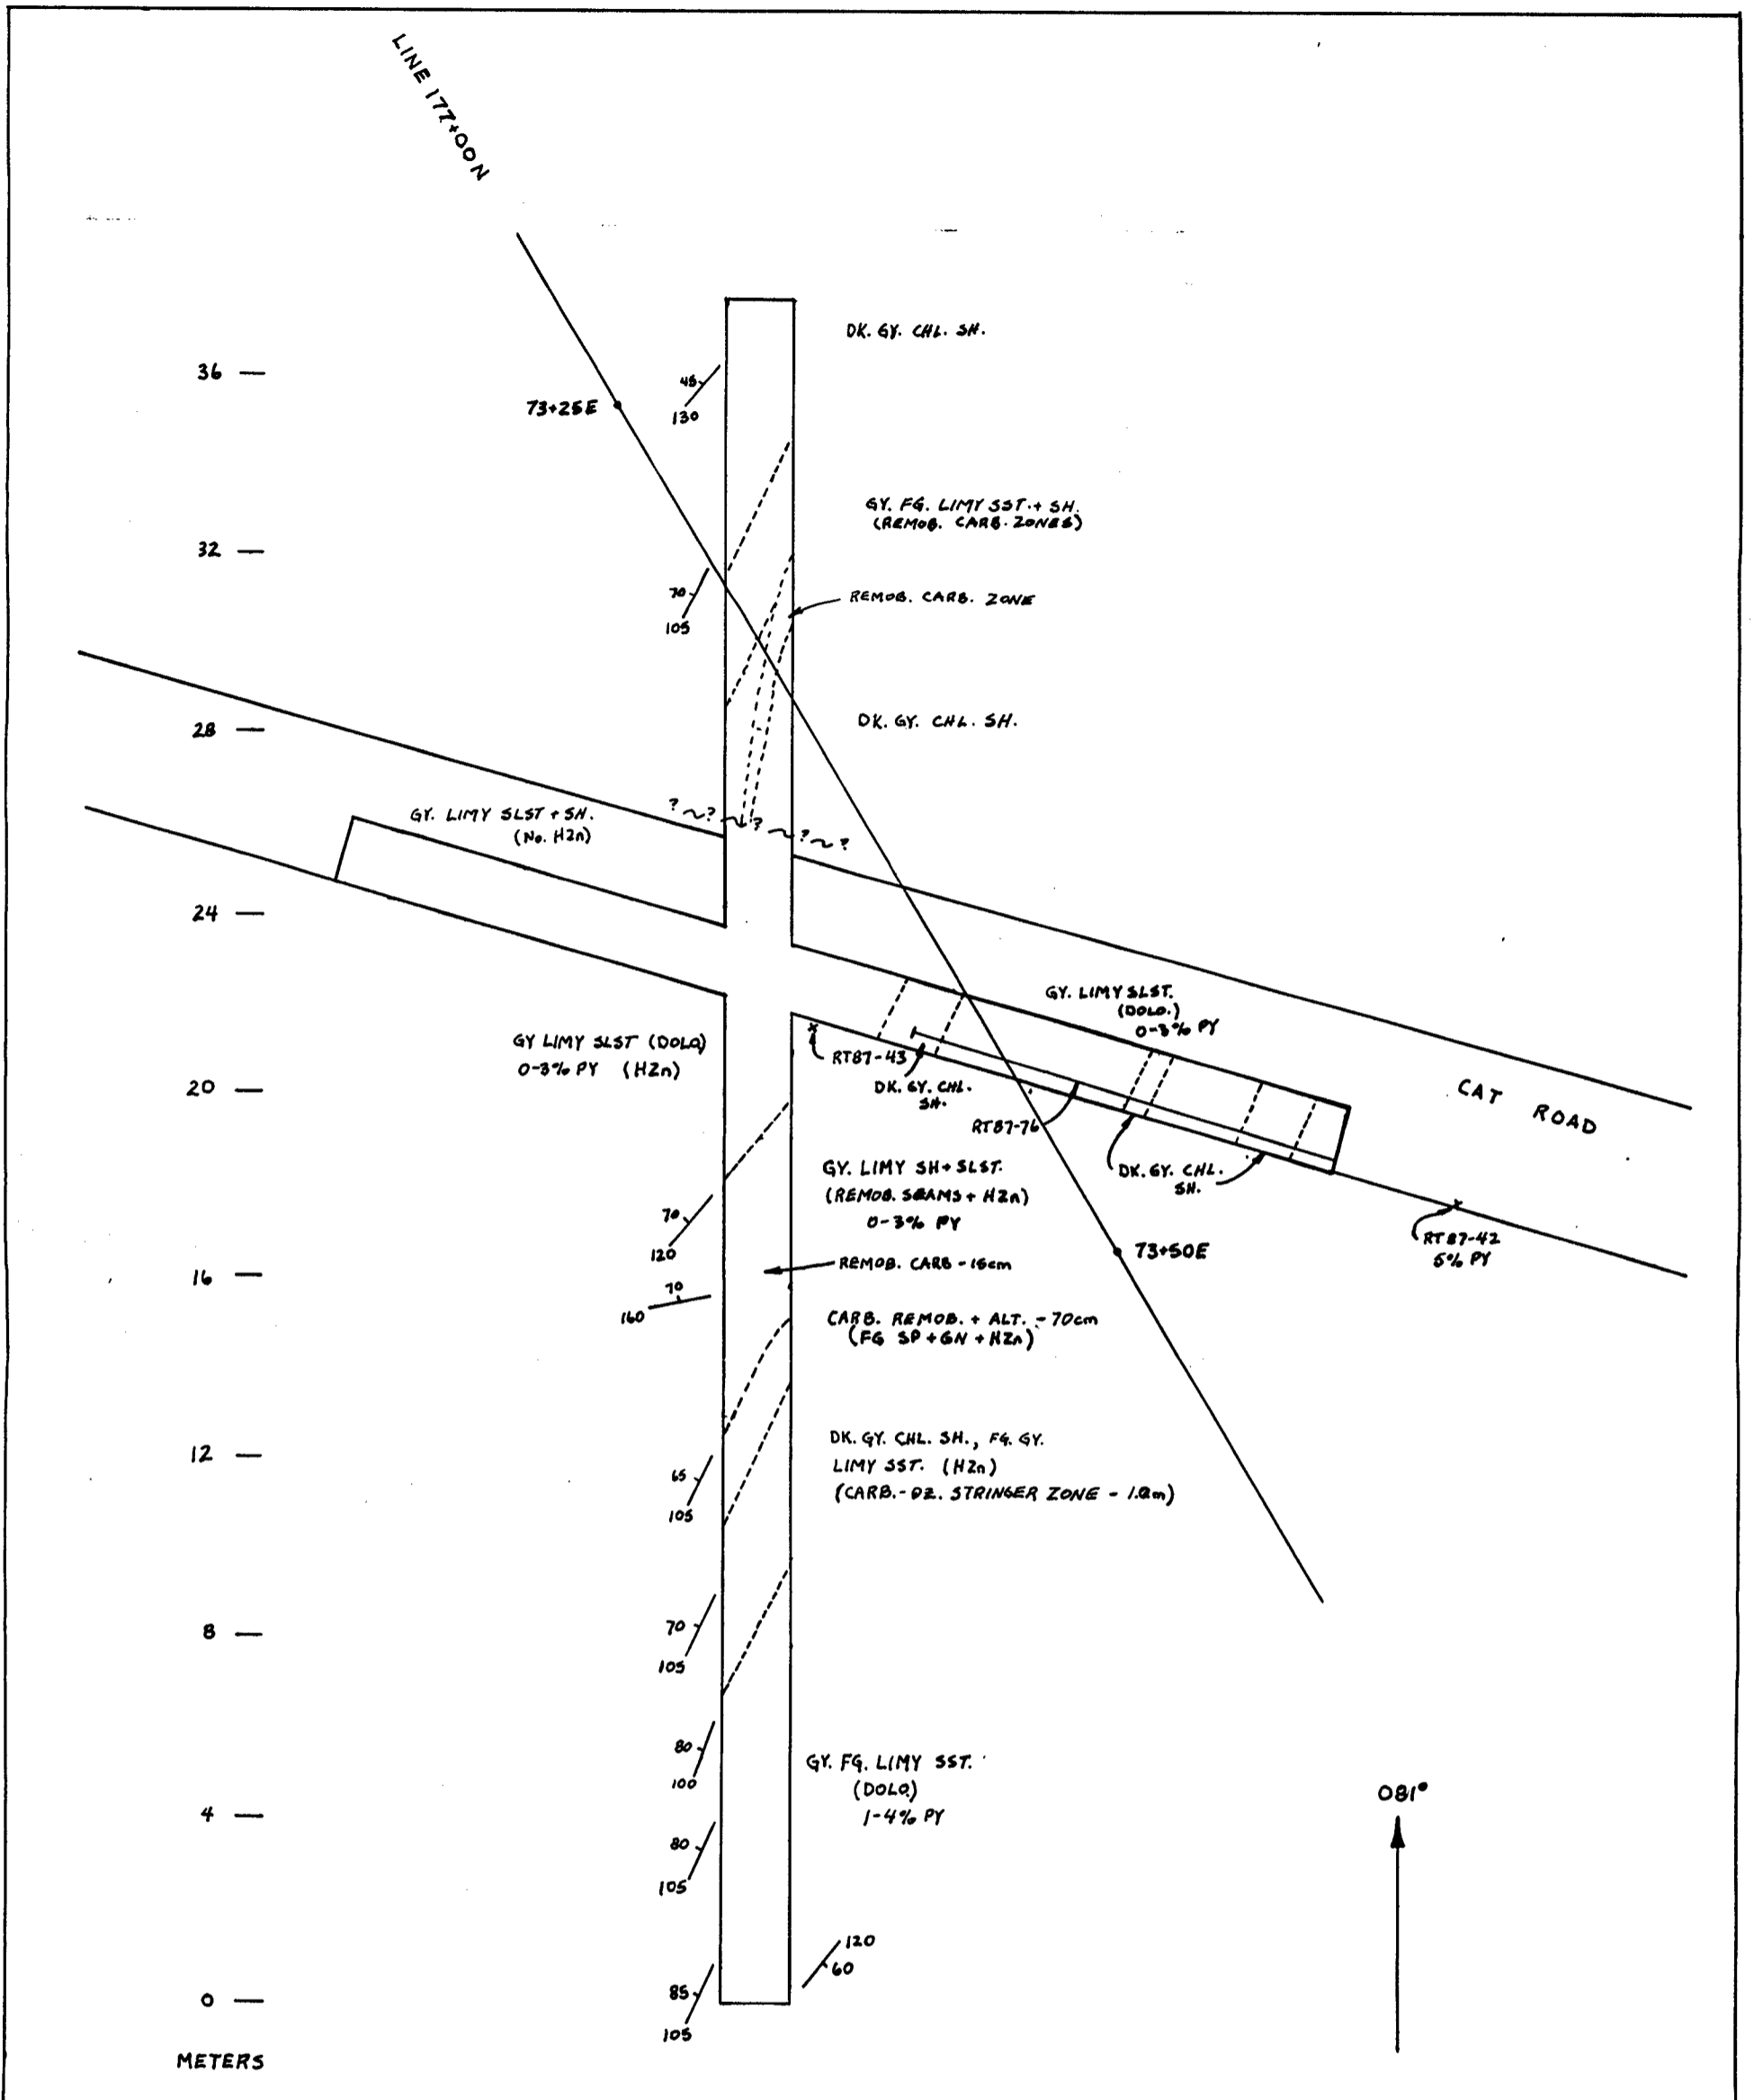 LINE 177+00N
DK. GY. CHL. SH.
36
45
130
73+25E
GY. FG. LIMY SST. + SH.
(REMOB. CARB. ZONES)
32
70
105
REMOB. CARB. ZONE
28
DK. GY. CHL. SH.
? ~ ? ~ ? ~ ? ~ ?
GY. LIMY SLST + SH.
(No. HZn)
24
GY. LIMY SLST.
(DOLO.)
0-3% PY
GY LIMY SLST (DOLO)
0-3% PY (HZn)
RT87-43
DK. GY. CHL.
SH.
20
CAT ROAD
RT87-76
GY. LIMY SH + SLST.
(REMOB. SEAMS + HZn)
0-3% PY
DK. GY. CHL.
SH.
70
120
RT87-42
5% PY
73+50E
REMOB. CARB - 15cm
16
70
160
CARB. REMOB. + ALT. - 70cm
(FG SP + GN + HZn)
DK. GY. CHL. SH., FG. GY.
LIMY SST. (HZn)
(CARB.-QZ. STRINGER ZONE -
12
65
105
8
70
105
80
100
GY. FG. LIMY SST.
(DOLO)
1-4% PY
081°
4
80
105
120
60
0
85
105
METERS